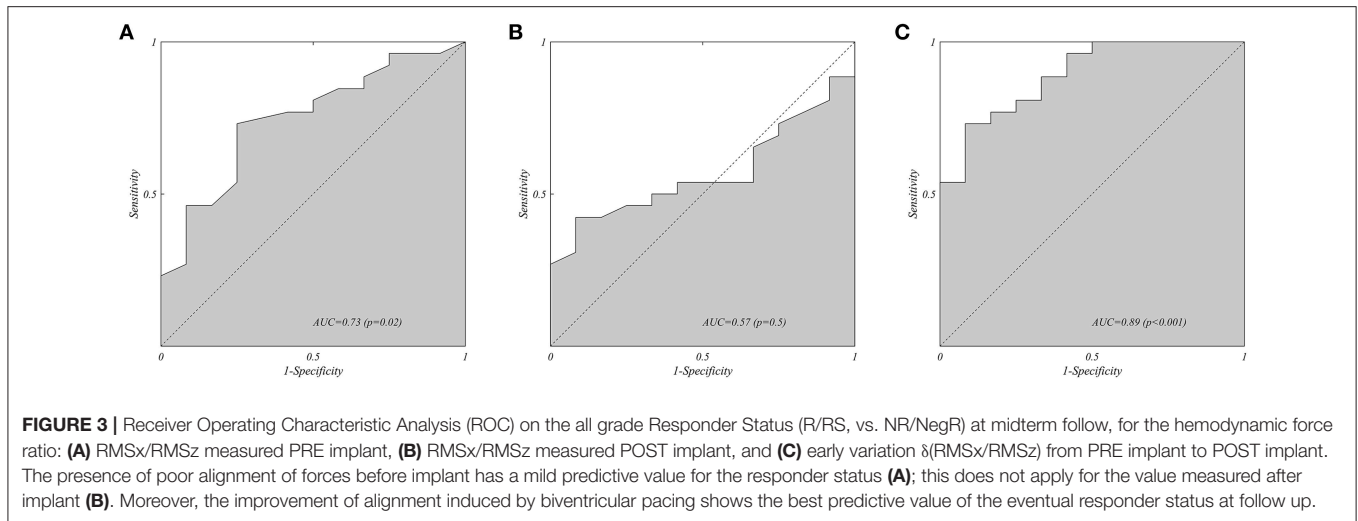 A
1
Sensitivity
0.5
AUC=0.73 (p=0.02)
0
0.5
1
1-Specificity
B
1
Sensitivity
0.5
AUC=0.57 (p=0.5)
0
0.5
1
1-Specificity
C
1
Sensitivity
0.5
AUC=0.89 (p<0.001)
0
0.5
1
1-Specificity
FIGURE 3 | Receiver Operating Characteristic Analysis (ROC) on the all grade Responder Status (R/RS, vs. NR/NegR) at midterm follow, for the hemodynamic force
ratio: (A) RMSx/RMSz measured PRE implant, (B) RMSx/RMSz measured POST implant, and (C) early variation δ(RMSx/RMSz) from PRE implant to POST implant.
The presence of poor alignment of forces before implant has a mild predictive value for the responder status (A); this does not apply for the value measured after
implant (B). Moreover, the improvement of alignment induced by biventricular pacing shows the best predictive value of the eventual responder status at follow up.